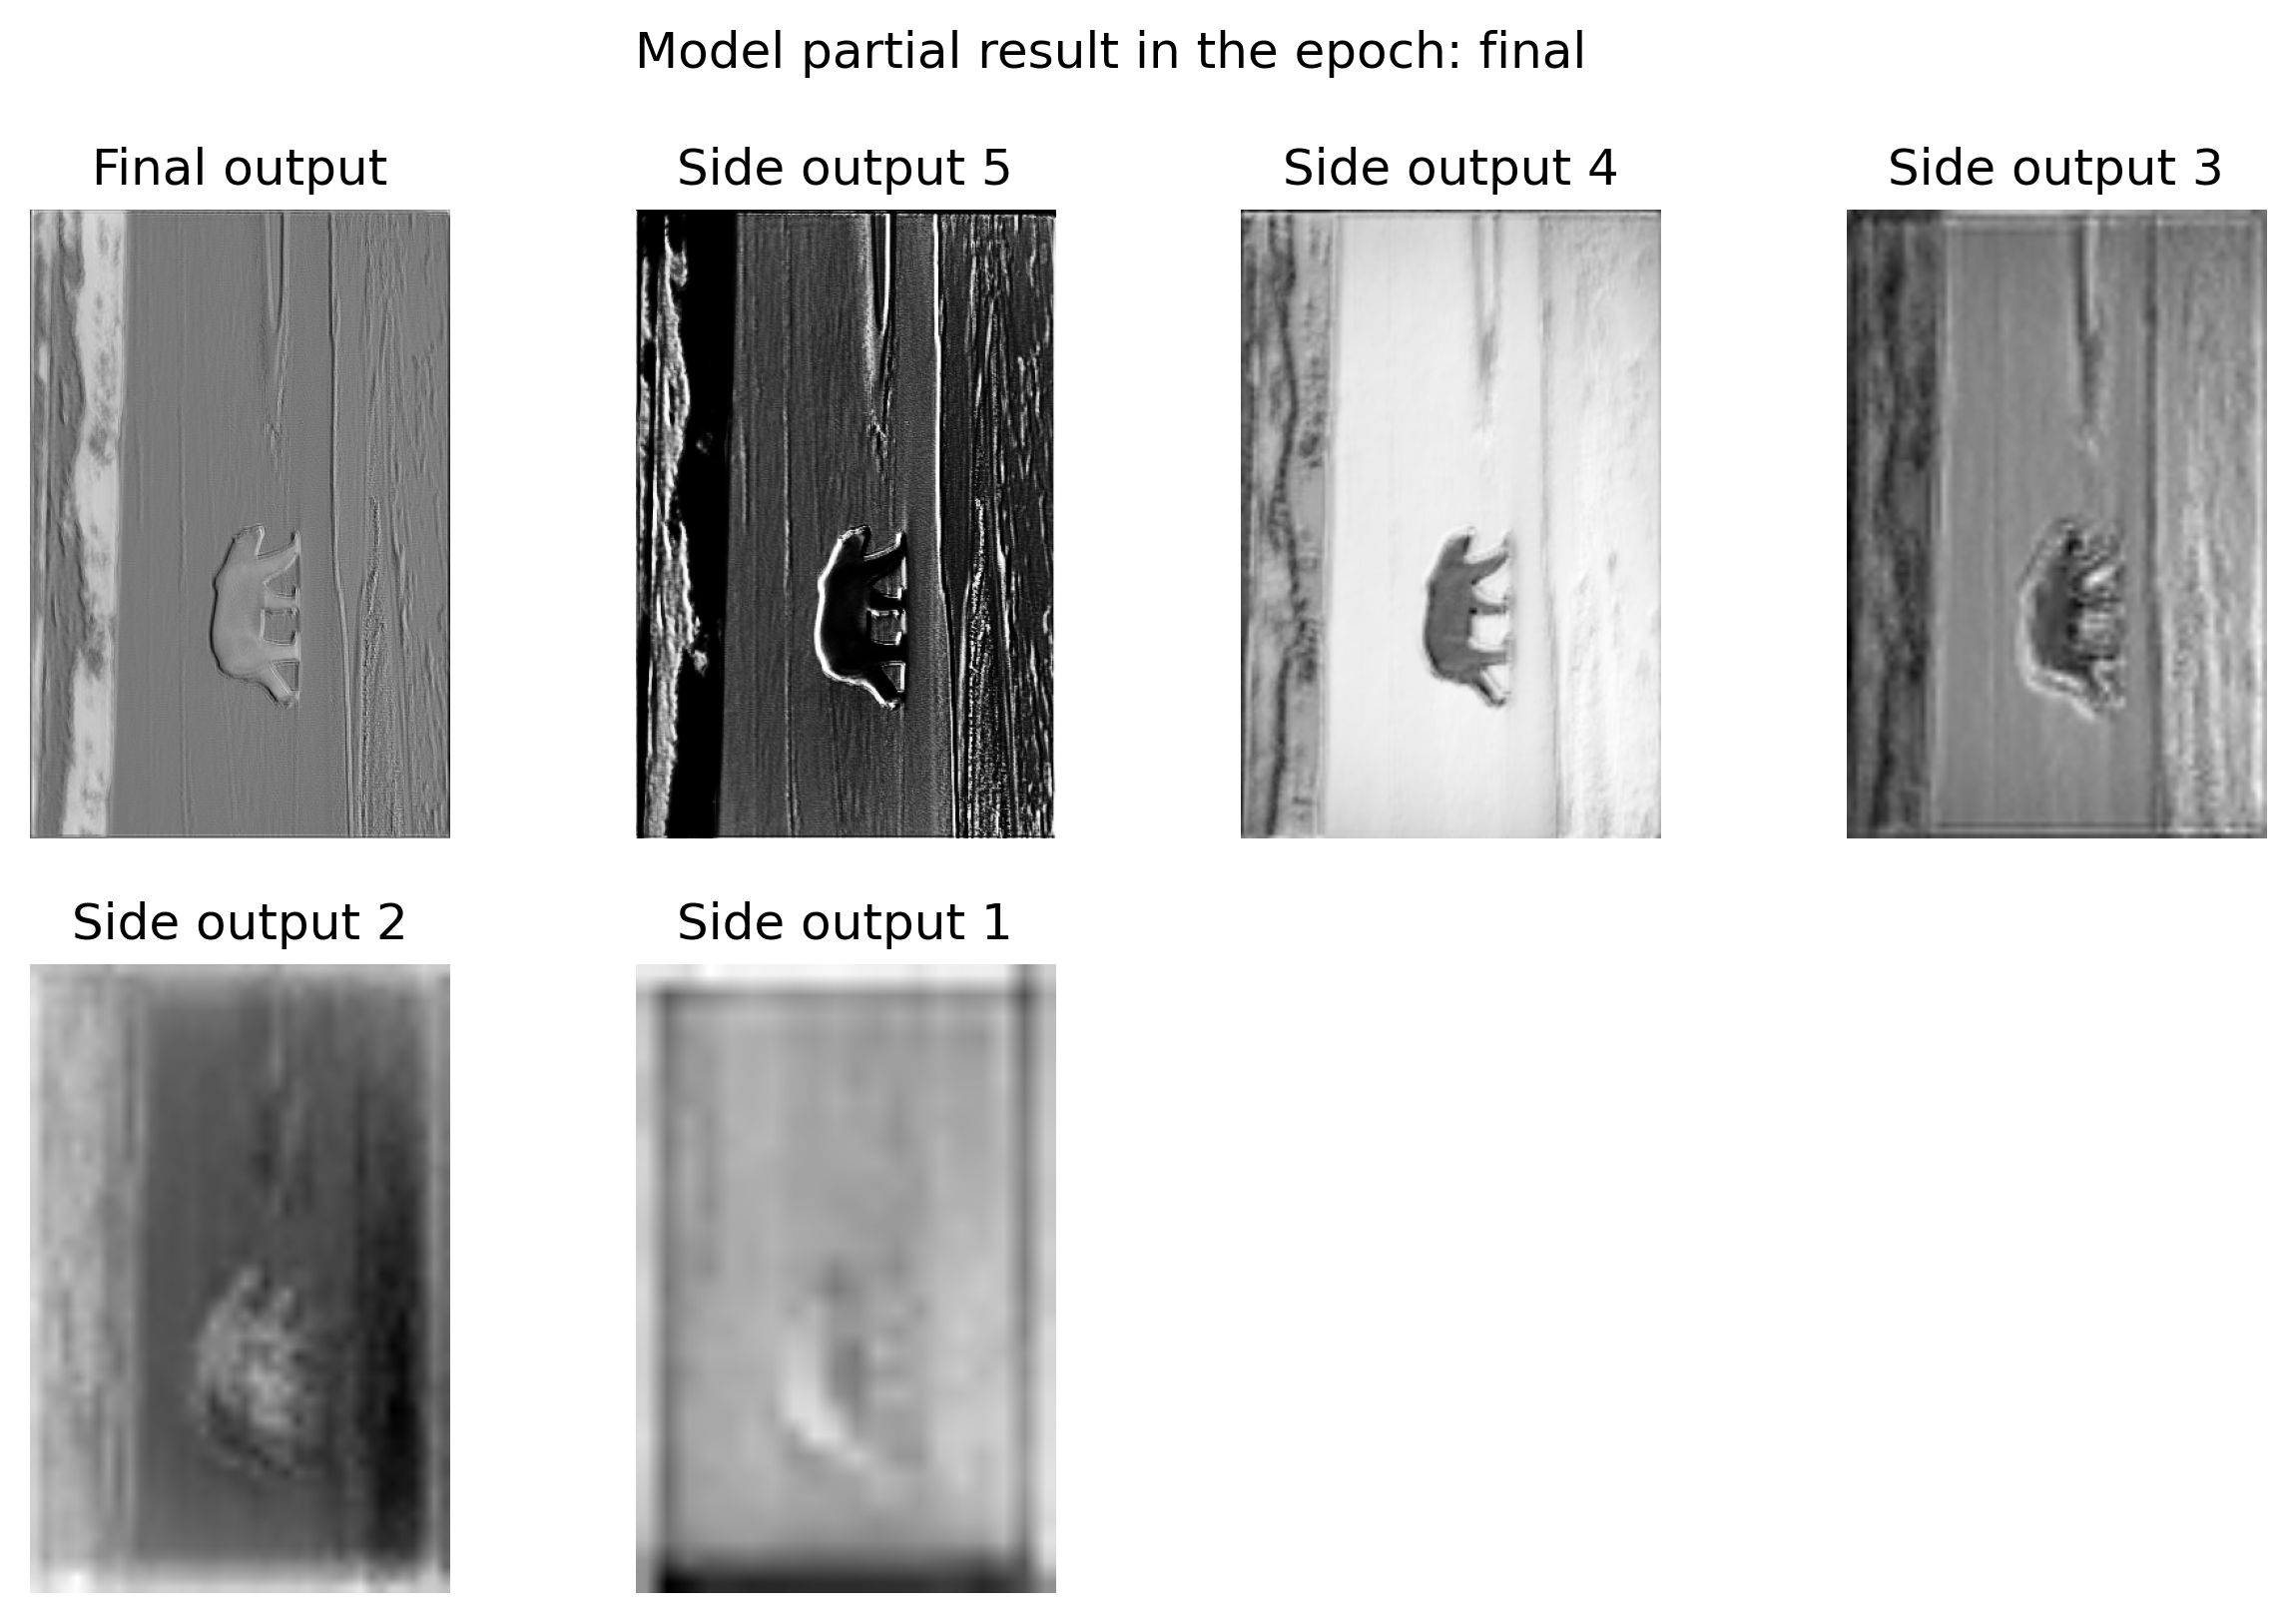 Model partial result in the epoch: final
Final output
Side output 5
Side output 4
Side output 3
Side output 2
Side output 1